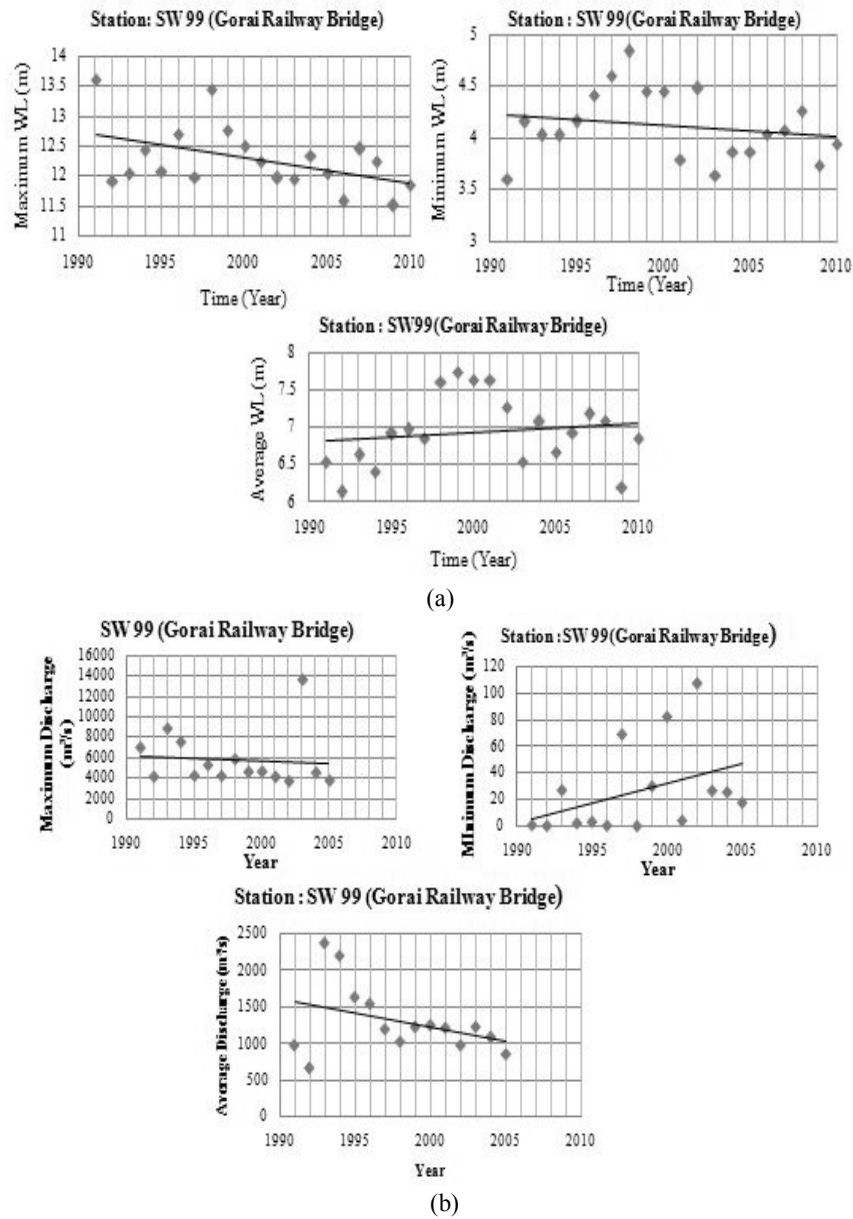 Station: SW 99 (Gorai Railway Bridge)
Maximum WL (m)
14
13.5
13
12.5
12
11.5
11
1990 1995 2000 2005 2010
Time (Year)
Station: SW 99 (Gorai Railway Bridge)
Minimum WL (m)
5
4.5
4
3.5
3
1990 1995 2000 2005 2010
Time (Year)
Station : SW99(Gorai Railway Bridge)
Average WL (m)
8
7.5
7
6.5
6
1990 1995 2000 2005 2010
Time (Year)
(a)
SW 99 (Gorai Railway Bridge)
Maximum Discharge
(m³/s)
16000
14000
12000
10000
8000
6000
4000
2000
0
1990 1995 2000 2005 2010
Year
Station : SW 99(Gorai Railway Bridge)
MInimum Discharge (m³/s)
120
100
80
60
40
20
0
1990 1995 2000 2005 2010
Year
Station : SW 99 (Gorai Railway Bridge)
Average Discharge (m³/s)
2500
2000
1500
1000
500
0
1990 1995 2000 2005 2010
Year
(b)